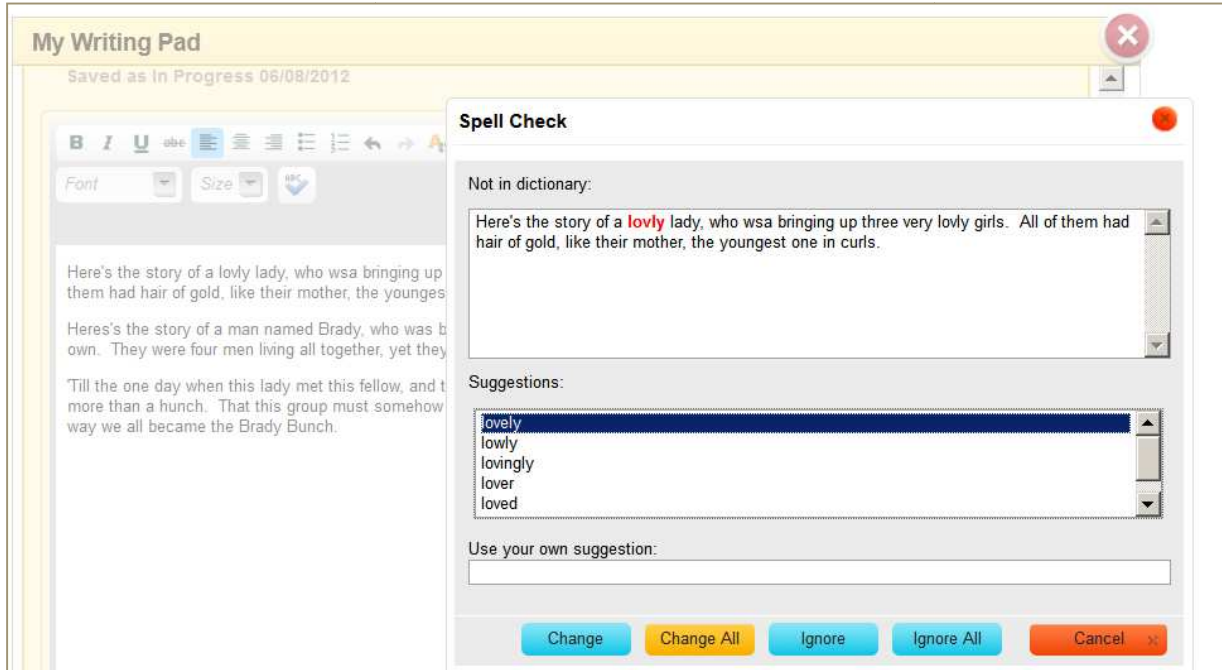 My Writing Pad
Saved as In Progress 06/08/2012
B I U abc
Font Size ABC
Here's the story of a lovly lady, who wsa bringing up
them had hair of gold, like their mother, the younges
Heres's the story of a man named Brady, who was b
own. They were four men living all together, yet they
'Till the one day when this lady met this fellow, and t
more than a hunch. That this group must somehow
way we all became the Brady Bunch.
Spell Check
Not in dictionary:
Here's the story of a lovly lady, who wsa bringing up three very lovly girls. All of them had
hair of gold, like their mother, the youngest one in curls.
Suggestions:
lovely
lowly
lovingly
lover
loved
Use your own suggestion:
Change Change All Ignore Ignore All Cancel